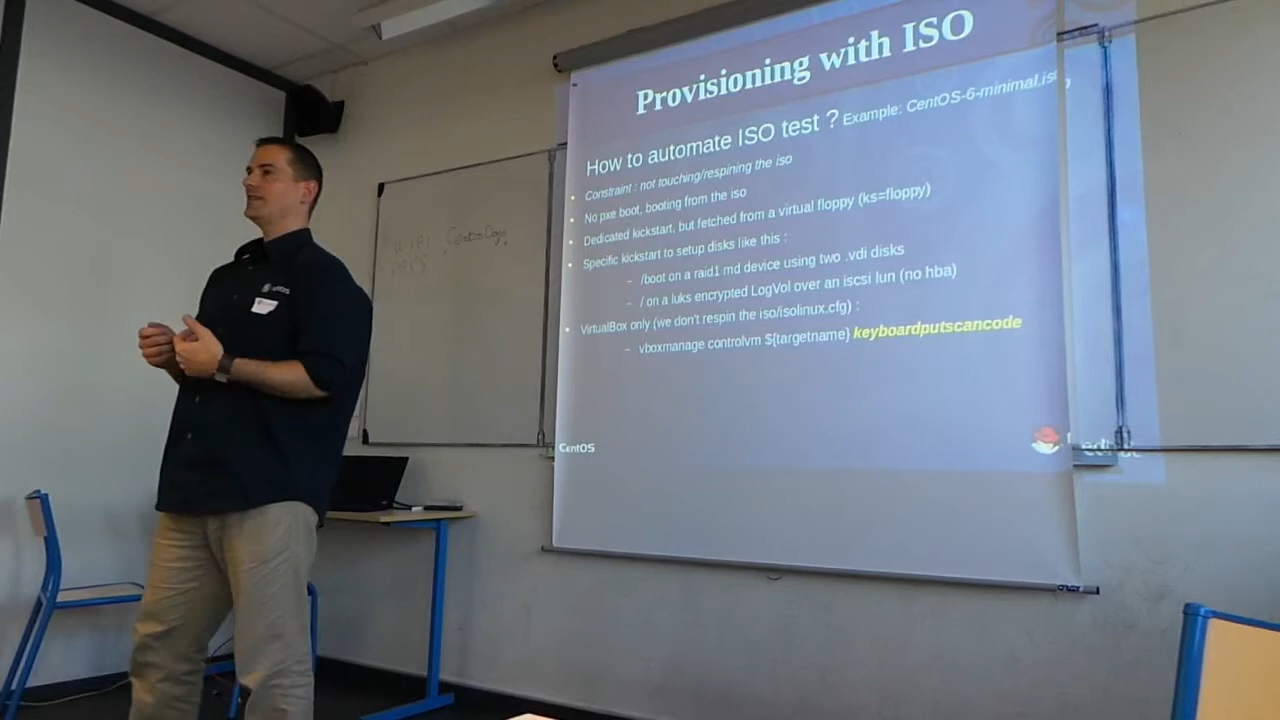 Provisioning with ISO
How to automate ISO test ? Example: CentOS-6-minimal.iso
Constraint : not touching/respining the iso
No pxe boot, booting from the iso
Dedicated kickstart, but fetched from a virtual floppy (ks=floppy)
Specific kickstart to setup disks like this :
– /boot on a raid1 md device using two .vdi disks
– / on a luks encrypted LogVol over an iscsi lun (no hba)
VirtualBox only (we don't respin the iso/isolinux.cfg) :
– vboxmanage controlvm ${targetname} keyboardputscancode
CentOS